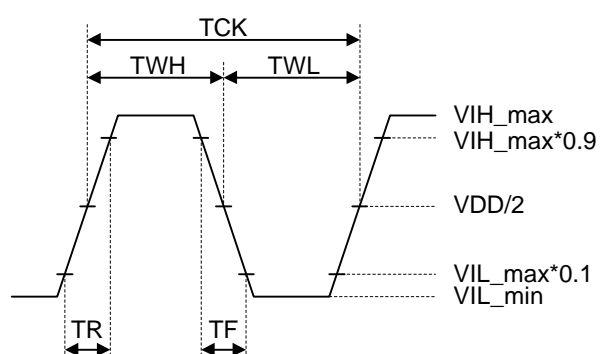 TCK
TWH
TWL
VIH_max
VIH_max*0.9
VDD/2
VIL_max*0.1
VIL_min
TR
TF